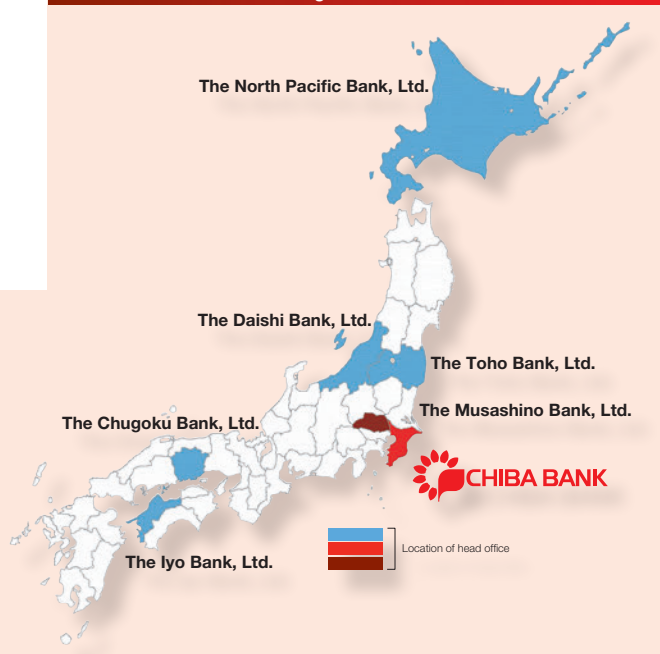 The North Pacific Bank, Ltd.
The Daishi Bank, Ltd.
The Toho Bank, Ltd.
The Musashino Bank, Ltd.
The Chugoku Bank, Ltd.
CHIBA BANK
Location of head office
The Iyo Bank, Ltd.